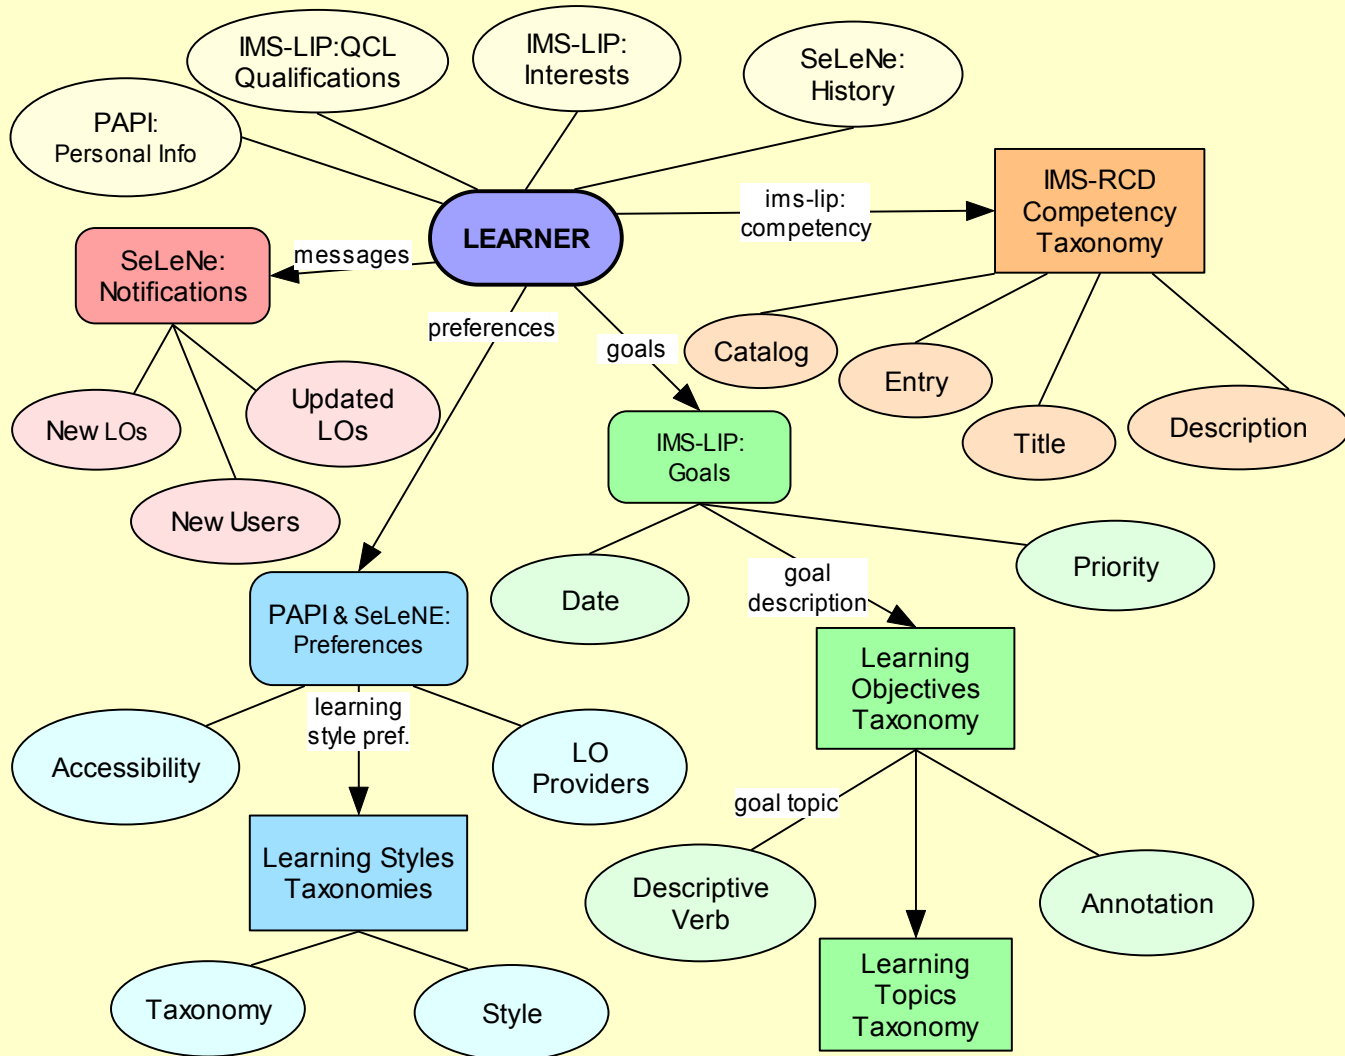 IMS-LIP:QCL
Qualifications
IMS-LIP:
Interests
SeLeNe:
History
PAPI:
Personal Info
IMS-RCD
Competency
Taxonomy
ims-lip:
competency
LEARNER
messages
SeLeNe:
Notifications
preferences
goals
Catalog
Entry
Title
Description
New LOs
Updated
LOs
New Users
IMS-LIP:
Goals
Date
goal
description
Priority
PAPI & SeLeNE:
Preferences
Learning
Objectives
Taxonomy
learning
style pref.
Accessibility
LO
Providers
goal topic
Learning Styles
Taxonomies
Descriptive
Verb
Annotation
Learning
Topics
Taxonomy
Taxonomy
Style